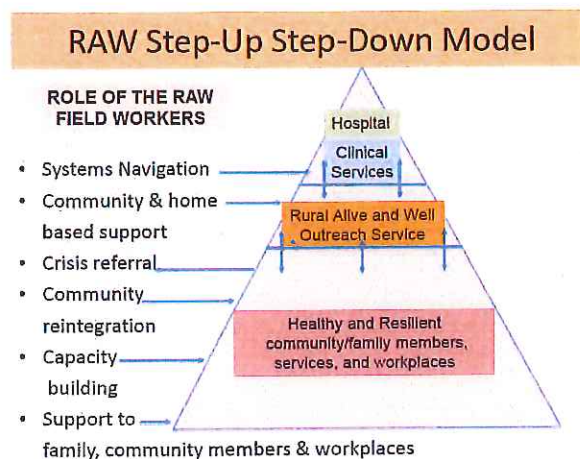 RAW Step-Up Step-Down Model
ROLE OF THE RAW
FIELD WORKERS
• Systems Navigation
• Community & home
based support
• Crisis referral
• Community
reintegration
• Capacity
building
• Support to
family, community members & workplaces
Hospital
Clinical
Services
Rural Alive and Well
Outreach Service
Healthy and Resilient
community/family members,
services, and workplaces